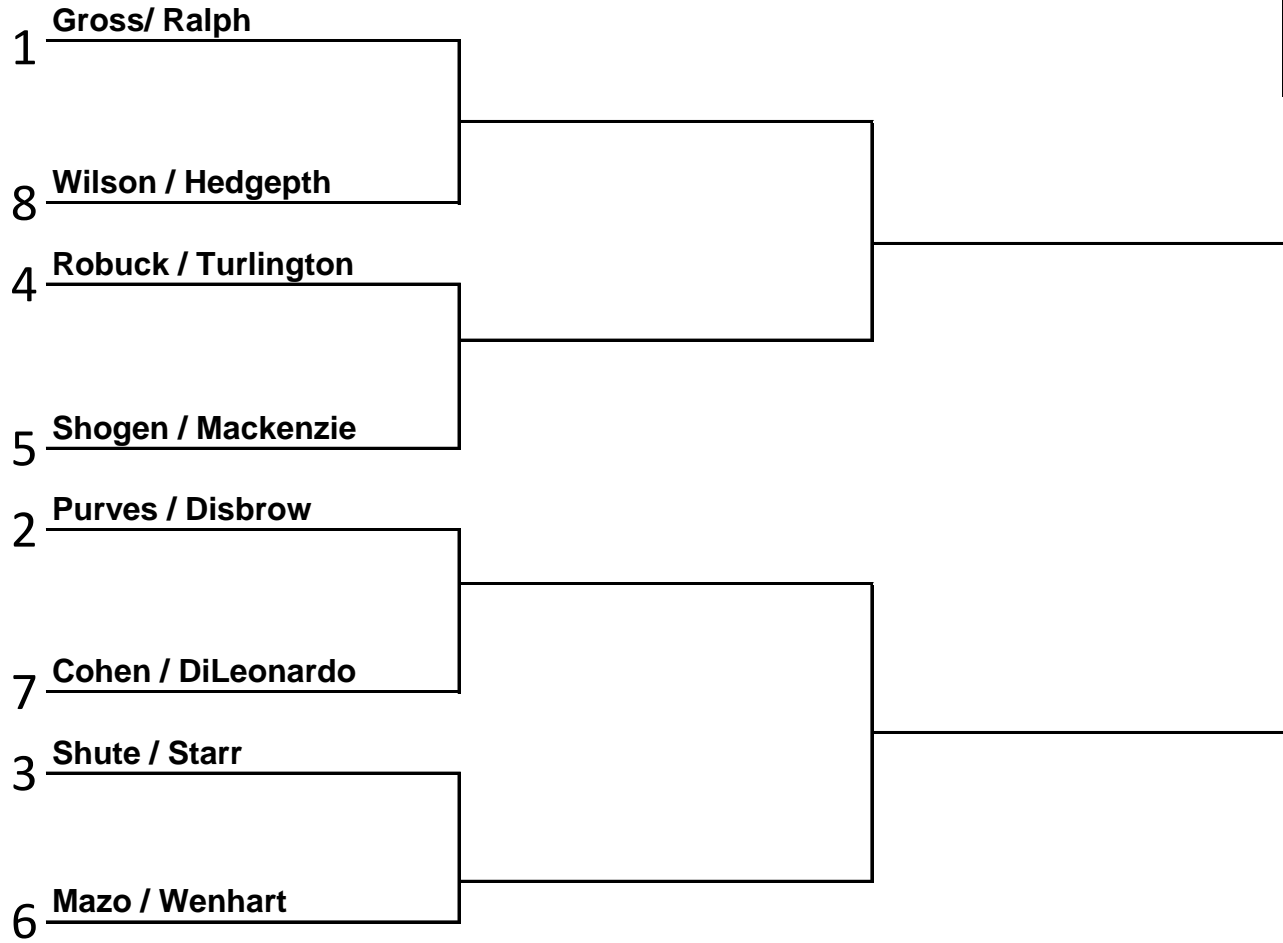 Gross/ Ralph
1
Wilson / Hedgepth
8
Robuck / Turlington
4
Shogen / Mackenzie
5
Purves / Disbrow
2
Cohen / DiLeonardo
7
Shute / Starr
3
Mazo / Wenhart
6